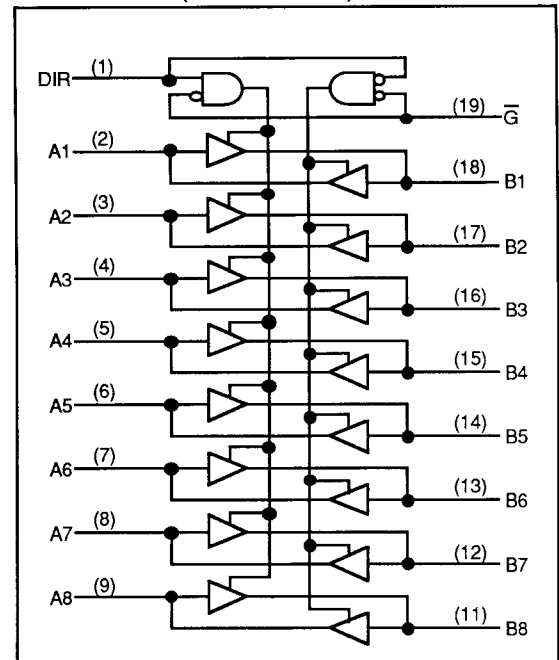 DIR (1)
(19) G̅
A1 (2)
(18) B1
A2 (3)
(17) B2
A3 (4)
(16) B3
A4 (5)
(15) B4
A5 (6)
(14) B5
A6 (7)
(13) B6
A7 (8)
(12) B7
A8 (9)
(11) B8